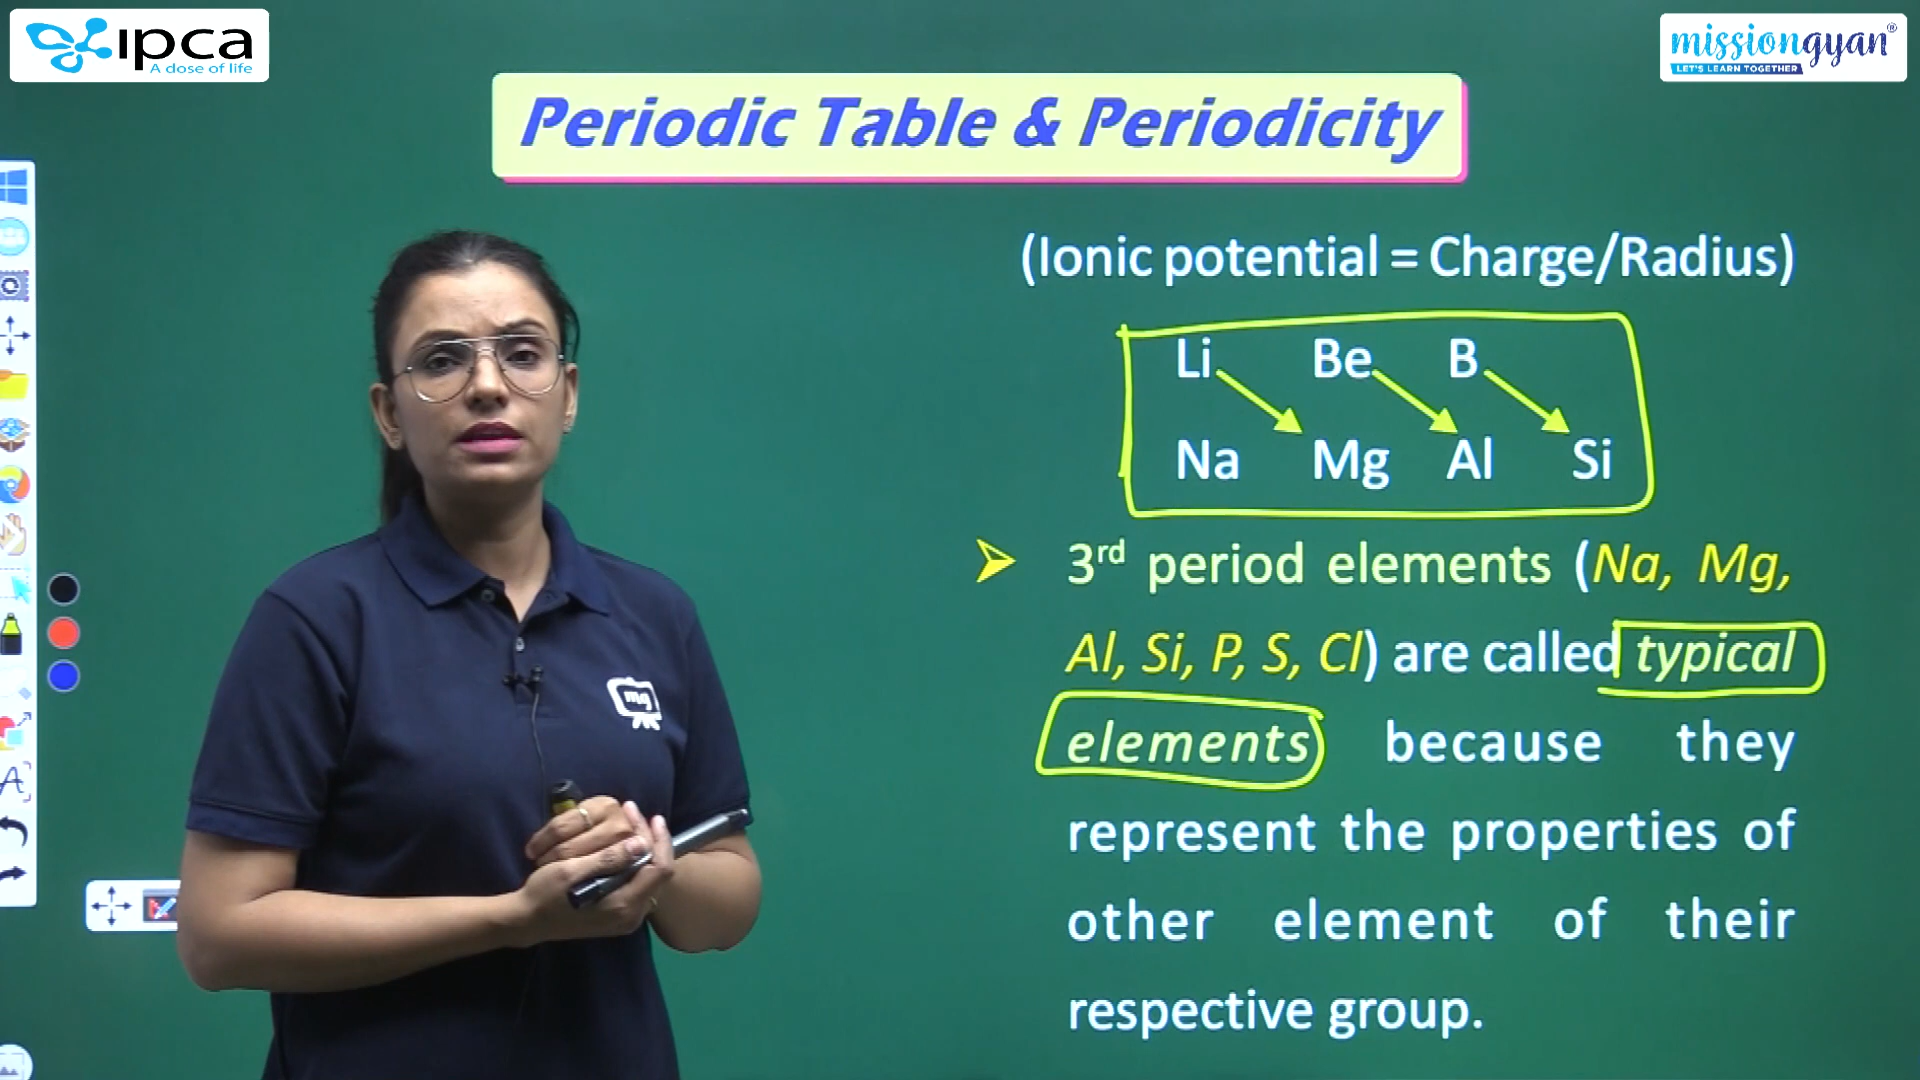 ipca
A dose of life
missiongyan®
LET'S LEARN TOGETHER
Periodic Table & Periodicity
(Ionic potential = Charge/Radius)
Li Be B
Na Mg Al Si
➤ 3rd period elements (Na, Mg,
Al, Si, P, S, Cl) are called typical
elements because they
represent the properties of
other element of their
respective group.
mg
A